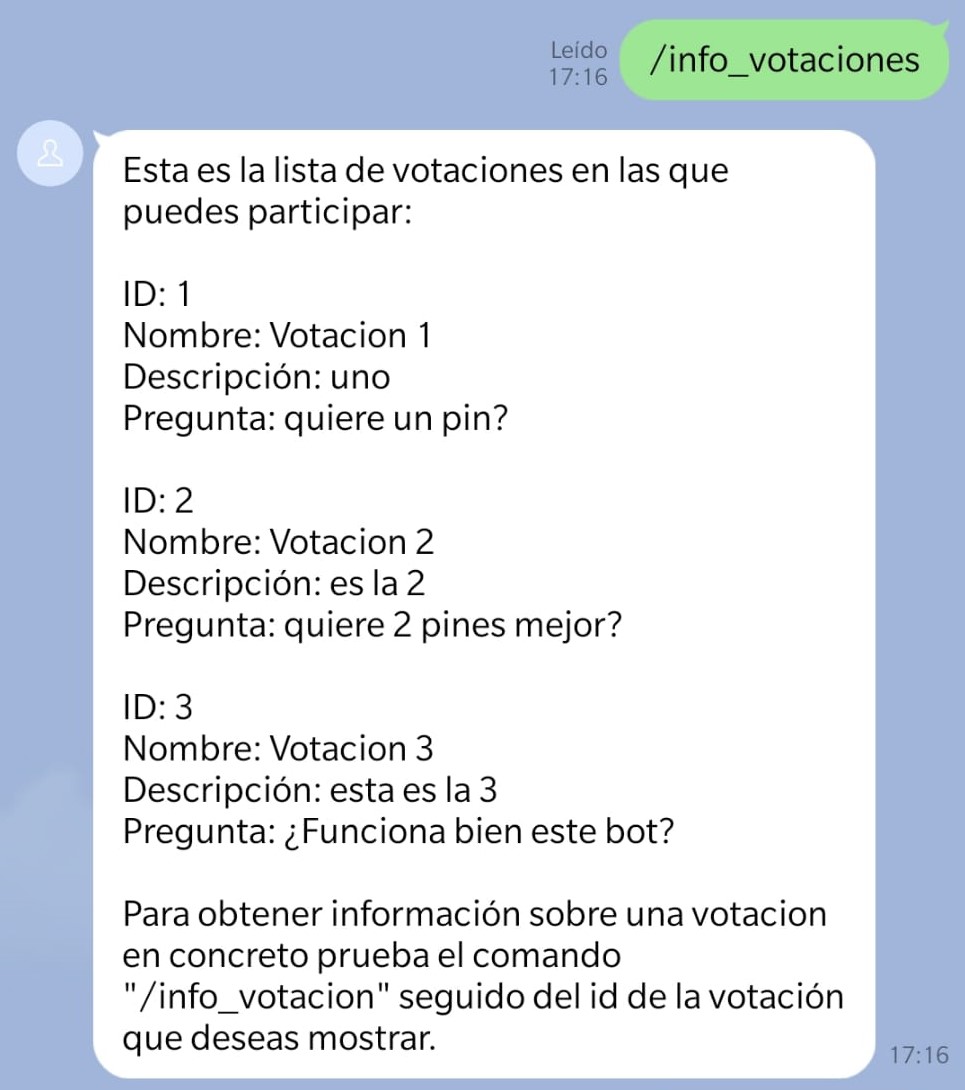 Leído
17:16
/info_votaciones
Esta es la lista de votaciones en las que
puedes participar:
ID: 1
Nombre: Votacion 1
Descripción: uno
Pregunta: quiere un pin?
ID: 2
Nombre: Votacion 2
Descripción: es la 2
Pregunta: quiere 2 pines mejor?
ID: 3
Nombre: Votacion 3
Descripción: esta es la 3
Pregunta: ¿Funciona bien este bot?
Para obtener información sobre una votacion
en concreto prueba el comando
"/info_votacion" seguido del id de la votación
que deseas mostrar.
17:16